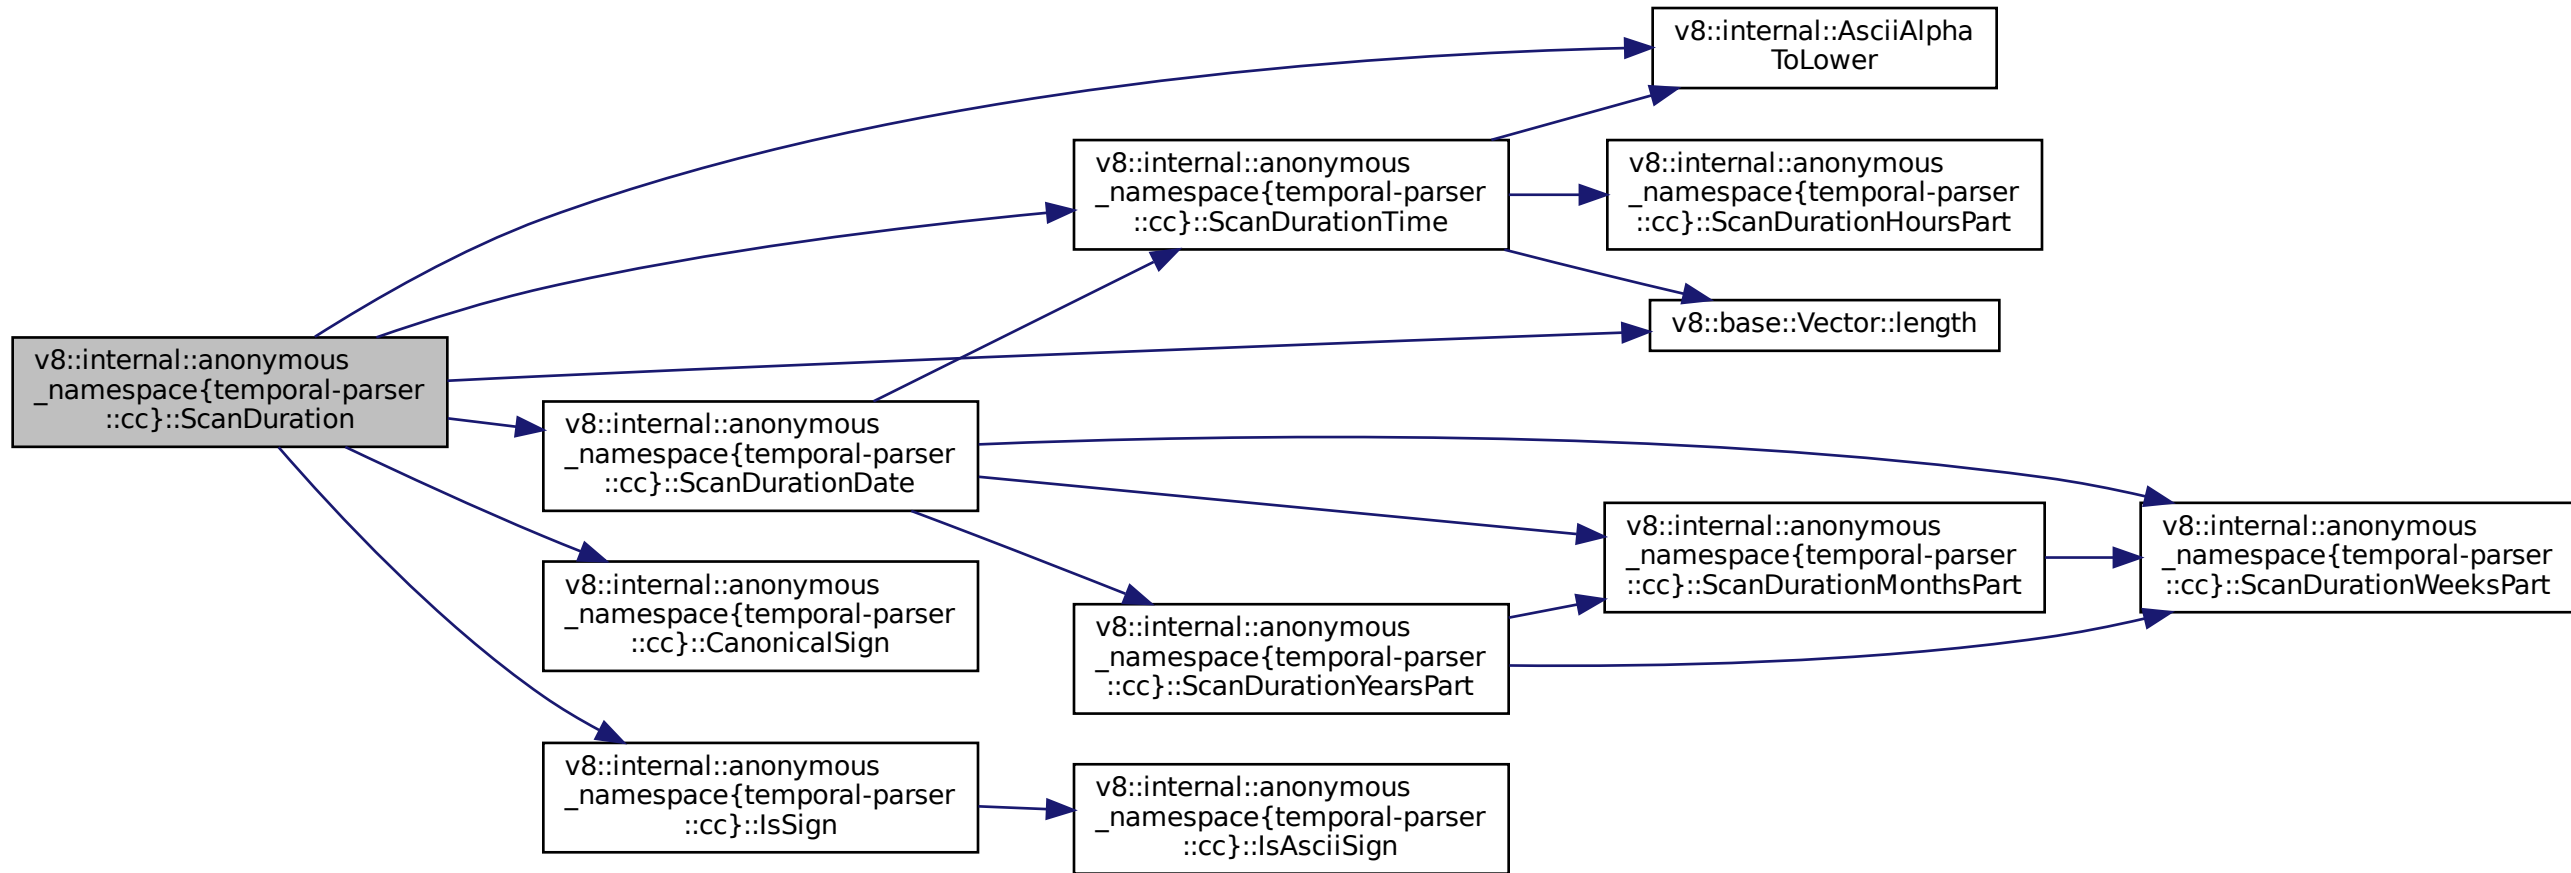 v8::internal::AsciiAlpha
ToLower
v8::internal::anonymous
_namespace{temporal-parser
::cc}::ScanDurationTime
v8::internal::anonymous
_namespace{temporal-parser
::cc}::ScanDurationHoursPart
v8::base::Vector::length
v8::internal::anonymous
_namespace{temporal-parser
::cc}::ScanDuration
v8::internal::anonymous
_namespace{temporal-parser
::cc}::ScanDurationDate
v8::internal::anonymous
_namespace{temporal-parser
::cc}::ScanDurationMonthsPart
v8::internal::anonymous
_namespace{temporal-parser
::cc}::ScanDurationWeeksPart
v8::internal::anonymous
_namespace{temporal-parser
::cc}::CanonicalSign
v8::internal::anonymous
_namespace{temporal-parser
::cc}::ScanDurationYearsPart
v8::internal::anonymous
_namespace{temporal-parser
::cc}::IsSign
v8::internal::anonymous
_namespace{temporal-parser
::cc}::IsAsciiSign